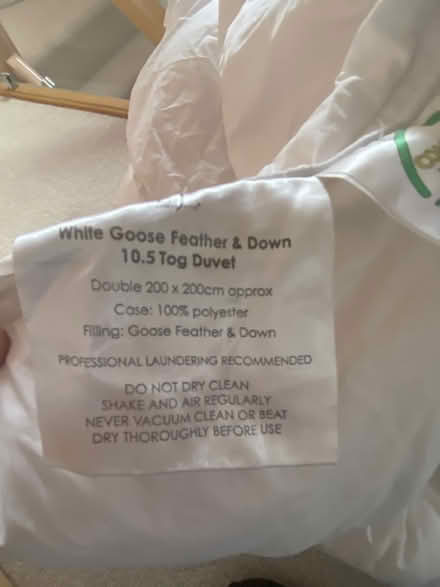 White Goose Feather & Down
10.5 Tog Duvet
Double 200 x 200cm approx
Case: 100% polyester
Filling: Goose Feather & Down
PROFESSIONAL LAUNDERING RECOMMENDED
DO NOT DRY CLEAN
SHAKE AND AIR REGULARLY
NEVER VACUUM CLEAN OR BEAT
DRY THOROUGHLY BEFORE USE